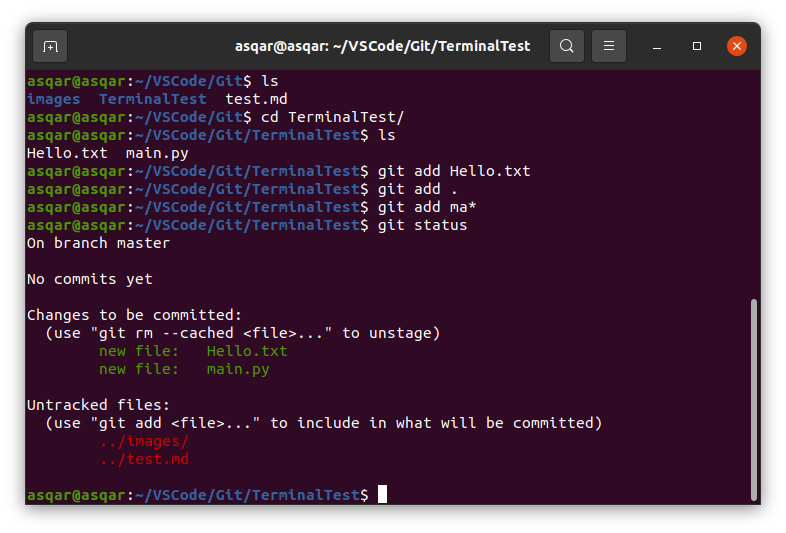 asqar@asqar: ~/VSCode/Git/TerminalTest
asqar@asqar:~/VSCode/Git$ ls
images  TerminalTest  test.md
asqar@asqar:~/VSCode/Git$ cd TerminalTest/
asqar@asqar:~/VSCode/Git/TerminalTest$ ls
Hello.txt  main.py
asqar@asqar:~/VSCode/Git/TerminalTest$ git add Hello.txt
asqar@asqar:~/VSCode/Git/TerminalTest$ git add .
asqar@asqar:~/VSCode/Git/TerminalTest$ git add ma*
asqar@asqar:~/VSCode/Git/TerminalTest$ git status
On branch master
No commits yet
Changes to be committed:
  (use "git rm --cached <file>..." to unstage)
        new file:   Hello.txt
        new file:   main.py
Untracked files:
  (use "git add <file>..." to include in what will be committed)
        ../images/
        ../test.md
asqar@asqar:~/VSCode/Git/TerminalTest$